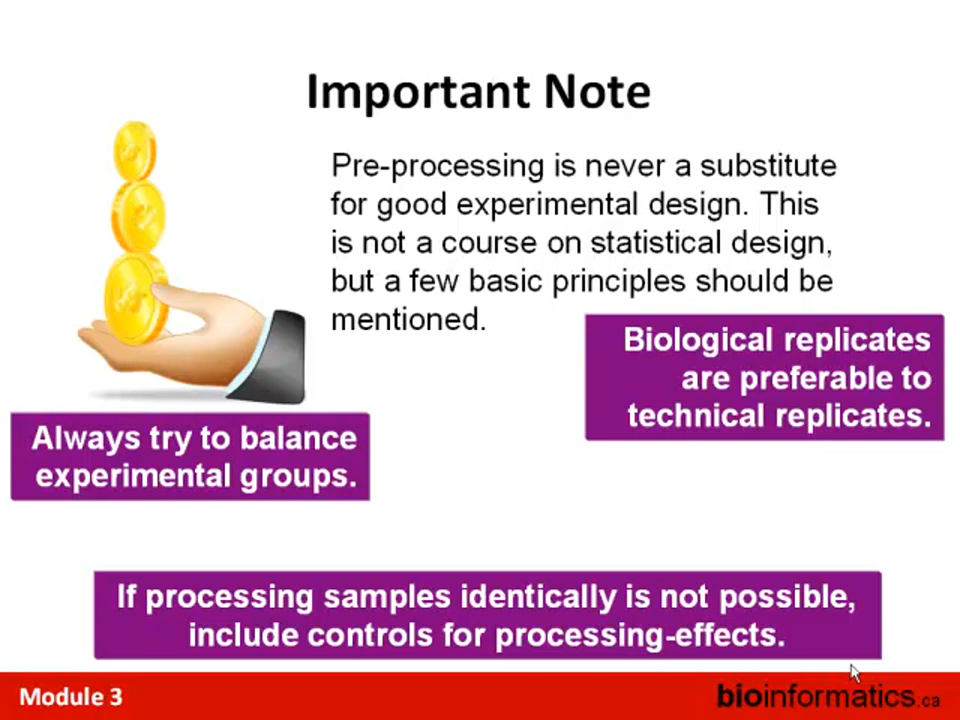 Important Note
Pre-processing is never a substitute
for good experimental design. This
is not a course on statistical design,
but a few basic principles should be
mentioned.
Biological replicates
are preferable to
technical replicates.
Always try to balance
experimental groups.
If processing samples identically is not possible,
include controls for processing-effects.
Module 3
bioinformatics.ca